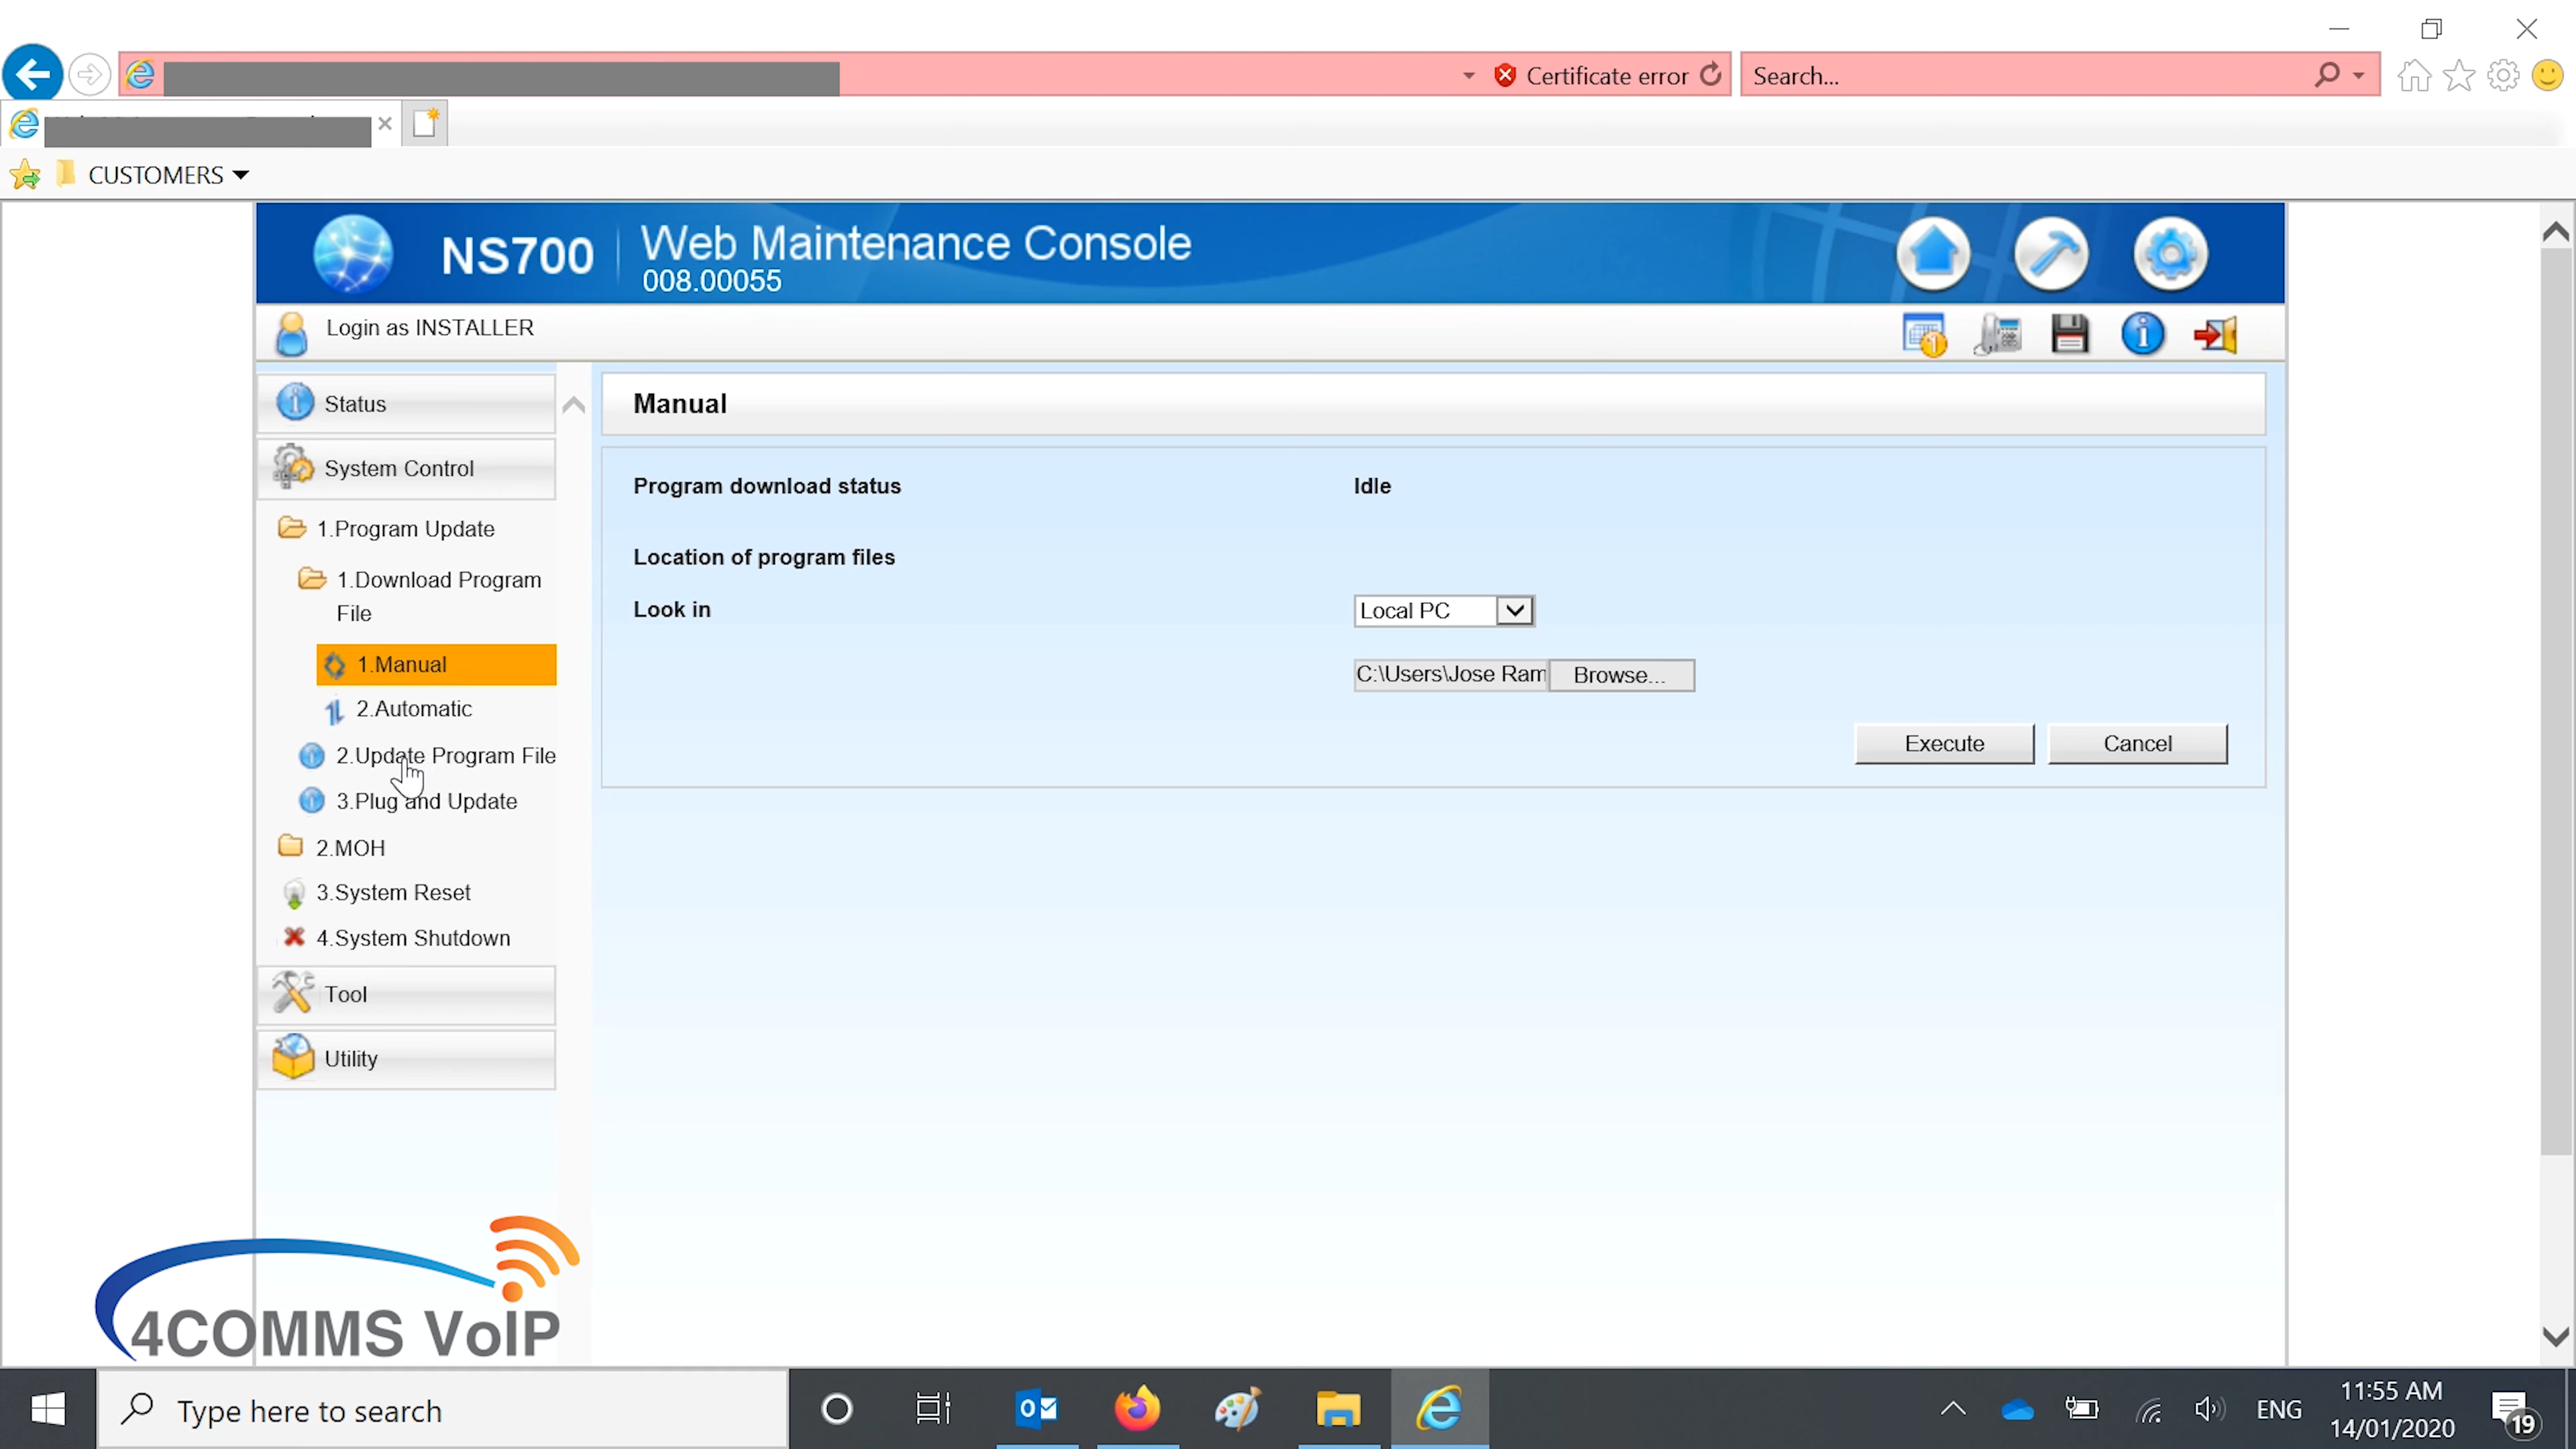 Certificate error
Search...
CUSTOMERS
NS700
Web Maintenance Console
008.00055
Login as INSTALLER
Status
System Control
1.Program Update
1.Download Program
File
1.Manual
2.Automatic
2.Update Program File
3.Plug and Update
2.MOH
3.System Reset
4.System Shutdown
Tool
Utility
Manual
Program download status
Idle
Location of program files
Look in
Local PC
C:\Users\Jose Ram
Browse...
Execute
Cancel
4COMMS VoIP
Type here to search
ENG
11:55 AM
14/01/2020
19